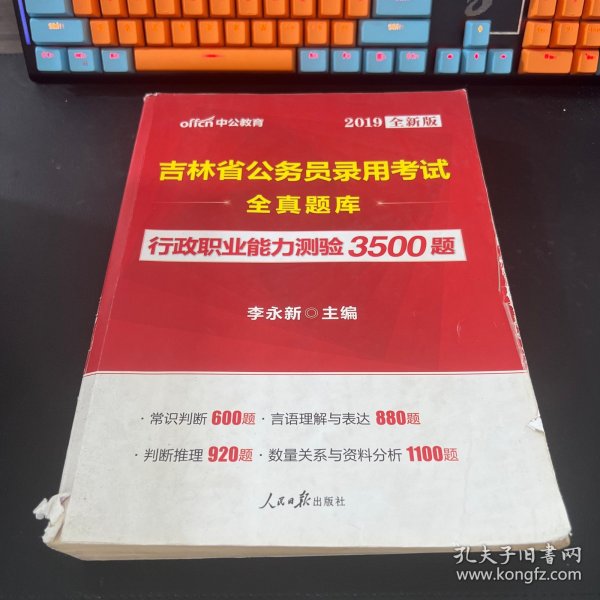 offcn中公教育
2019 全新版
吉林省公务员录用考试
全真题库
行政职业能力测验3500题
李永新◎主编
·常识判断600题·言语理解与表达880题
·判断推理920题·数量关系与资料分析1100题
人民日报出版社
孔夫子旧书网
www.kongfz.com